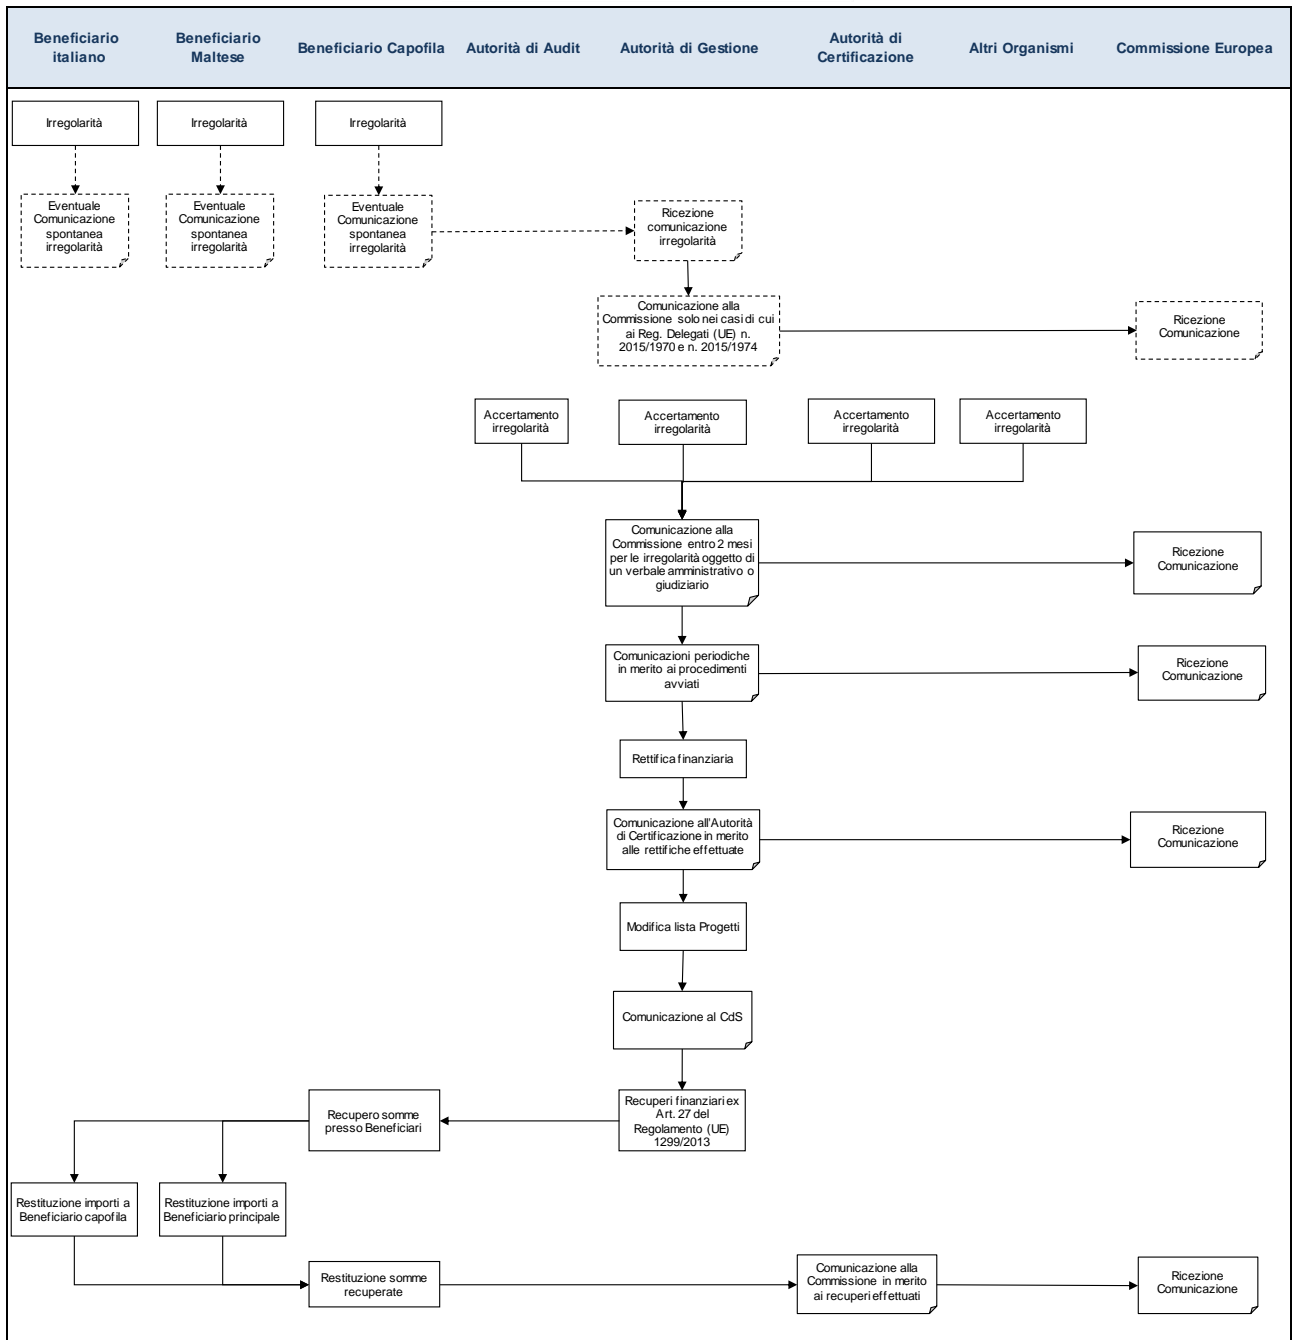 Beneficiario
italiano
Beneficiario
Maltese
Beneficiario Capofila
Autorità di Audit
Autorità di Gestione
Autorità di
Certificazione
Altri Organismi
Commissione Europea
Irregolarità
Irregolarità
Irregolarità
Eventuale
Comunicazione
spontanea
irregolarità
Eventuale
Comunicazione
spontanea
irregolarità
Eventuale
Comunicazione
spontanea
irregolarità
Ricezione
comunicazione
irregolarità
Comunicazione alla
Commissione solo nei casi di cui
ai Reg. Delegati (UE) n.
2015/1970 e n. 2015/1974
Ricezione
Comunicazione
Accertamento
irregolarità
Accertamento
irregolarità
Accertamento
irregolarità
Accertamento
irregolarità
Comunicazione alla
Commissione entro 2 mesi
per le irregolarità oggetto di
un verbale amministrativo o
giudiziario
Ricezione
Comunicazione
Comunicazioni periodiche
in merito ai procedimenti
avviati
Ricezione
Comunicazione
Rettifica finanziaria
Comunicazione all'Autorità
di Certificazione in merito
alle rettifiche effettuate
Ricezione
Comunicazione
Modifica lista Progetti
Comunicazione al CdS
Recuperi finanziari ex
Art. 27 del
Regolamento (UE)
1299/2013
Recupero somme
presso Beneficiari
Restituzione importi a
Beneficiario capofila
Restituzione importi a
Beneficiario principale
Restituzione somme
recuperate
Comunicazione alla
Commissione in merito
ai recuperi effettuati
Ricezione
Comunicazione